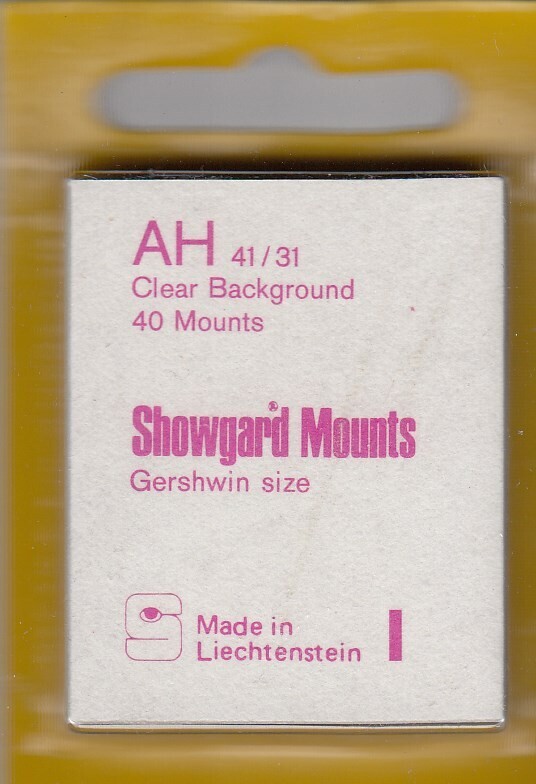 AH 41/31
Clear Background
40 Mounts
Showgard® Mounts
Gershwin size
Made in
Liechtenstein